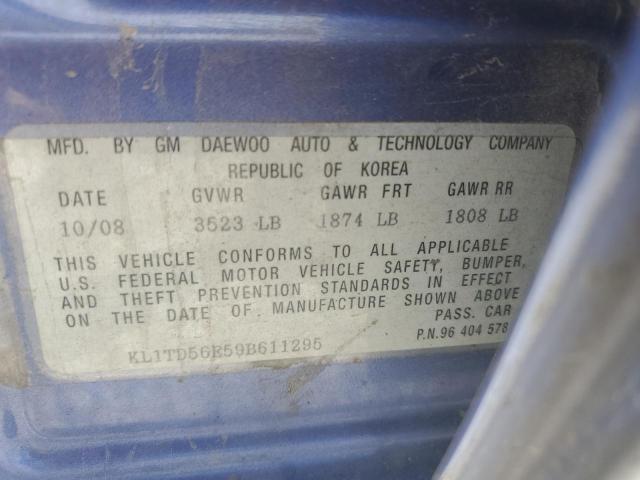 MFD. BY GM DAEWOO AUTO & TECHNOLOGY COMPANY
REPUBLIC OF KOREA
DATE GVWR GAWR FRT GAWR RR
10/08 3523 LB 1874 LB 1808 LB
THIS VEHICLE CONFORMS TO ALL APPLICABLE
U.S. FEDERAL MOTOR VEHICLE SAFETY, BUMPER,
AND THEFT PREVENTION STANDARDS IN EFFECT
ON THE DATE OF MANUFACTURE SHOWN ABOVE
PASS. CAR
P.N. 96 404 578
KL1TD56E59B611295